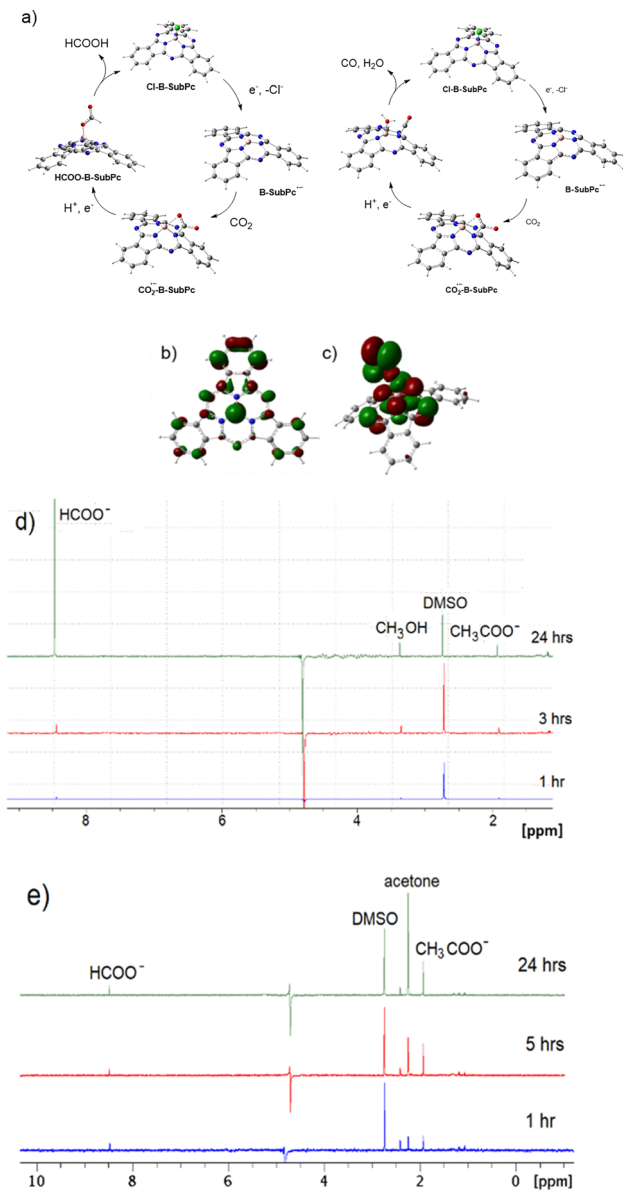 a)
HCOOH
Cl-B-SubPc
e⁻, -Cl⁻
HCOO-B-SubPc
B-SubPc•–
H⁺, e⁻
CO₂
CO₂-B-SubPc
CO, H₂O
Cl-B-SubPc
e⁻, -Cl⁻
B-SubPc•–
H⁺, e⁻
CO₂
CO₂-B-SubPc
b)
c)
d)
HCOO⁻
CH₃OH
DMSO
CH₃COO⁻
24 hrs
3 hrs
1 hr
8 6 4 2 [ppm]
e)
HCOO⁻
DMSO
acetone
CH₃COO⁻
24 hrs
5 hrs
1 hr
10 8 6 4 2 0 [ppm]